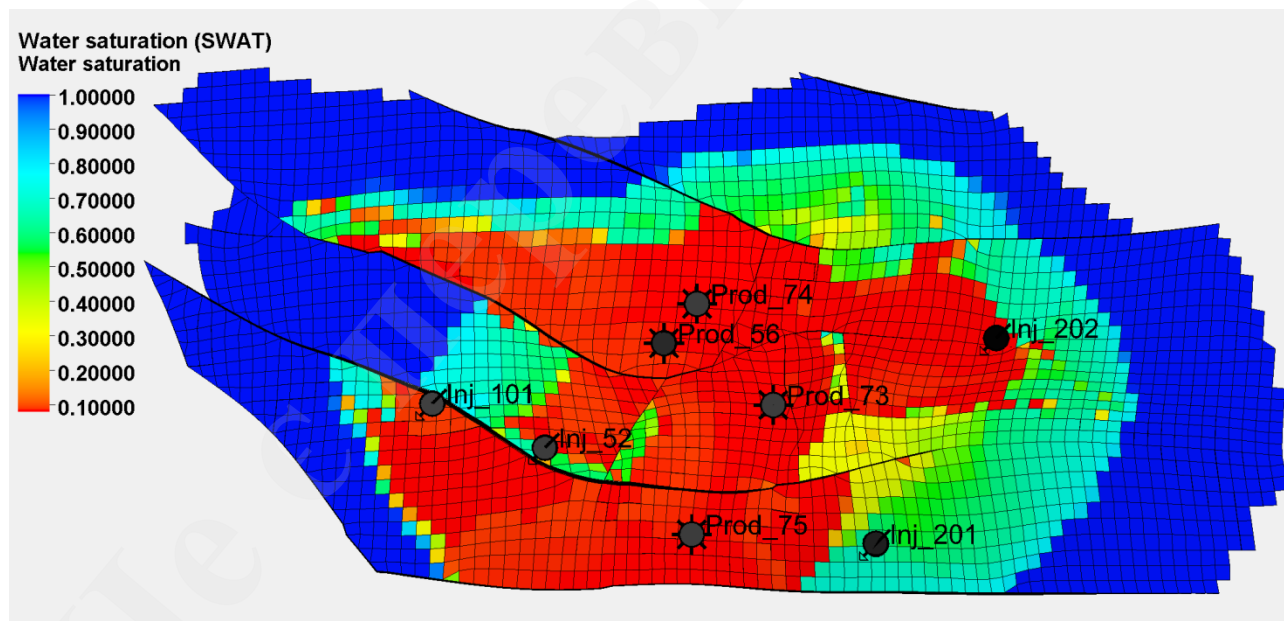 Water saturation (SWAT)
Water saturation
1.00000
0.90000
0.80000
0.70000
0.60000
0.50000
0.40000
0.30000
0.20000
0.10000
Prod_74
Prod_56
Inj_202
Inj_101
Prod_73
Inj_52
Prod_75
Inj_201